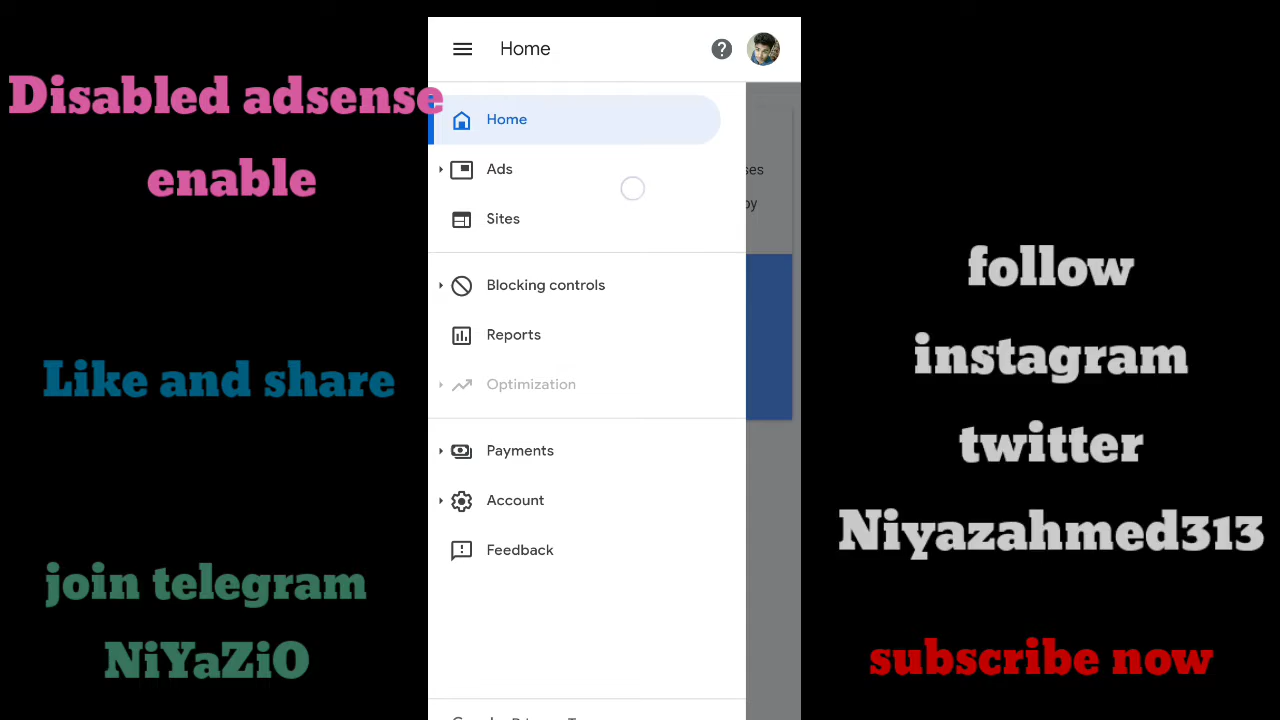 Disabled adsense
enable
Like and share
join telegram
NiYaZiO
Home
Home
Ads
Sites
Blocking controls
Reports
Optimization
Payments
Account
Feedback
by
follow
instagram
twitter
Niyazahmed313
subscribe now